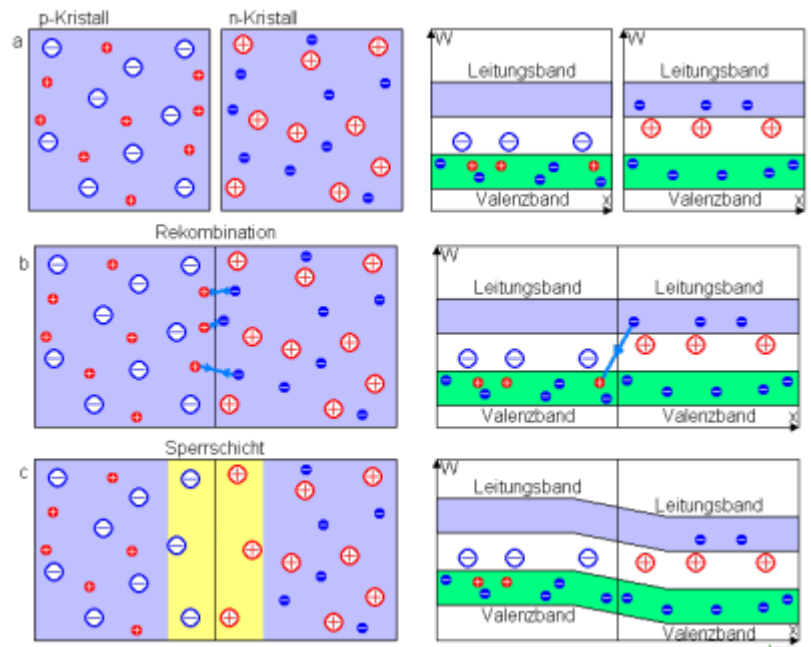 p-Kristall n-Kristall
a
W W
Leitungsband Leitungsband
Valenzband Valenzband
x x
Rekombination
b
W
Leitungsband Leitungsband
Valenzband Valenzband
x
Sperrschicht
c
W
Leitungsband
Leitungsband
Valenzband
Valenzband
x